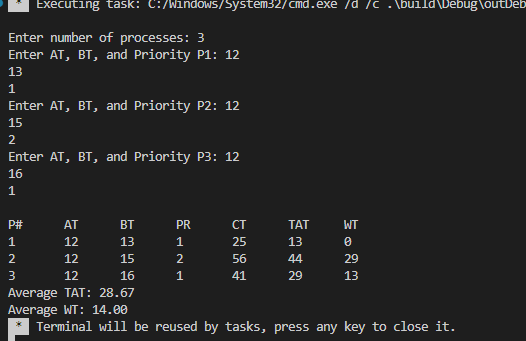 * Executing task: C:/Windows/System32/cmd.exe /d /c .\build\Debug\outDeb
Enter number of processes: 3
Enter AT, BT, and Priority P1: 12
13
1
Enter AT, BT, and Priority P2: 12
15
2
Enter AT, BT, and Priority P3: 12
16
1
P# AT BT PR CT TAT WT
1 12 13 1 25 13 0
2 12 15 2 56 44 29
3 12 16 1 41 29 13
Average TAT: 28.67
Average WT: 14.00
* Terminal will be reused by tasks, press any key to close it.